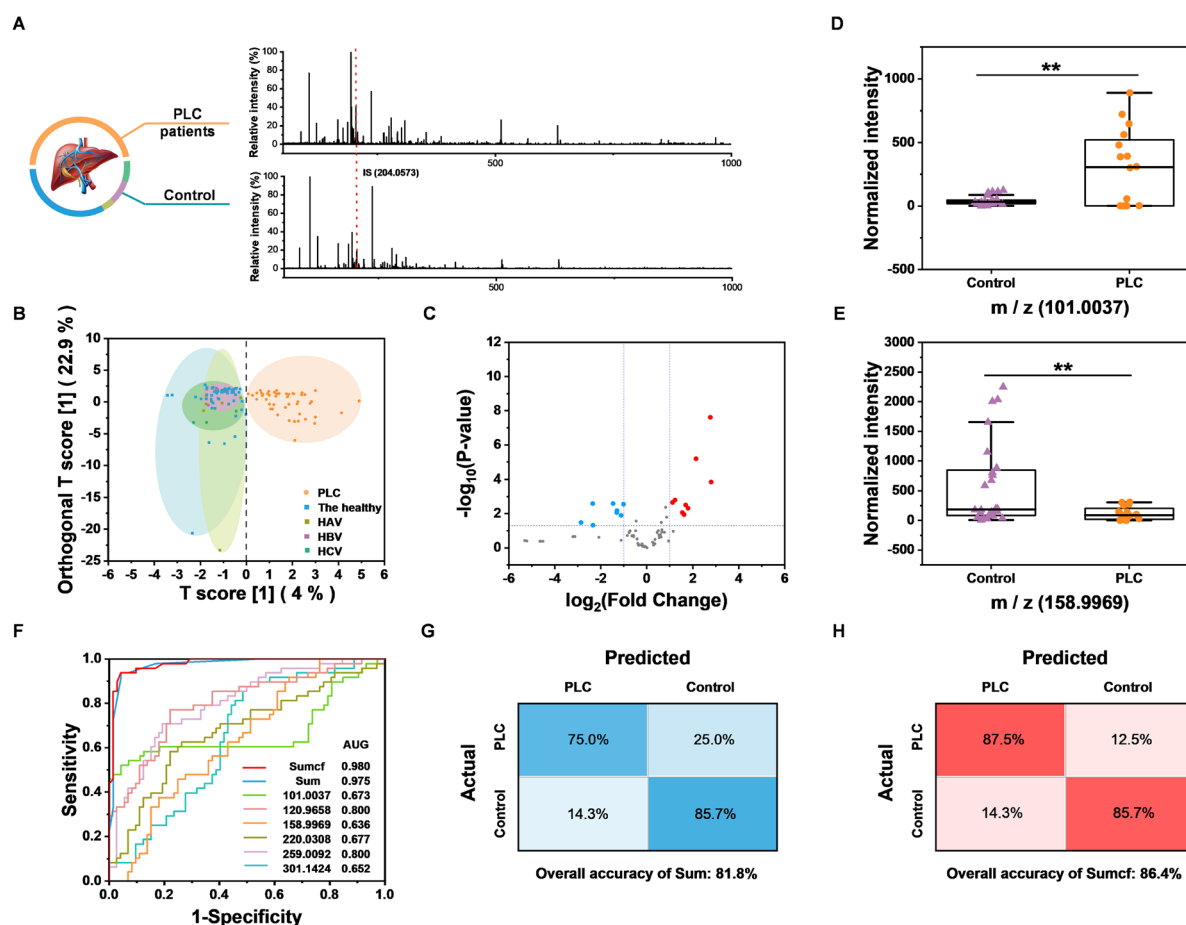 A
PLC
patients
Control
Relative intensity (%)
100
80
60
40
20
0
500
1000
IS (204.0573)
Relative intensity (%)
100
80
60
40
20
0
500
1000
D
Normalized intensity
1000
500
0
-500
**
Control
PLC
m / z (101.0037)
B
Orthogonal T score [1] ( 22.9 % )
10
5
0
-5
-10
-15
-20
-25
PLC
The healthy
HAV
HBV
HCV
-6
-5
-4
-3
-2
-1
0
1
2
3
4
5
6
T score [1] ( 4 % )
C
-log10(P-value)
12
10
8
6
4
2
0
-6
-4
-2
0
2
4
6
log2(Fold Change)
E
Normalized intensity
3000
2500
2000
1500
1000
500
0
-500
**
Control
PLC
m / z (158.9969)
F
Sensitivity
1.0
0.8
0.6
0.4
0.2
0.0
AUG
Sumcf 0.980
Sum 0.975
101.0037 0.673
120.9658 0.800
158.9969 0.636
220.0308 0.677
259.0092 0.800
301.1424 0.652
0.0
0.2
0.4
0.6
0.8
1.0
1-Specificity
G
Predicted
PLC
Control
Actual
PLC
75.0%
25.0%
Control
14.3%
85.7%
Overall accuracy of Sum: 81.8%
H
Predicted
PLC
Control
Actual
PLC
87.5%
12.5%
Control
14.3%
85.7%
Overall accuracy of Sumcf: 86.4%